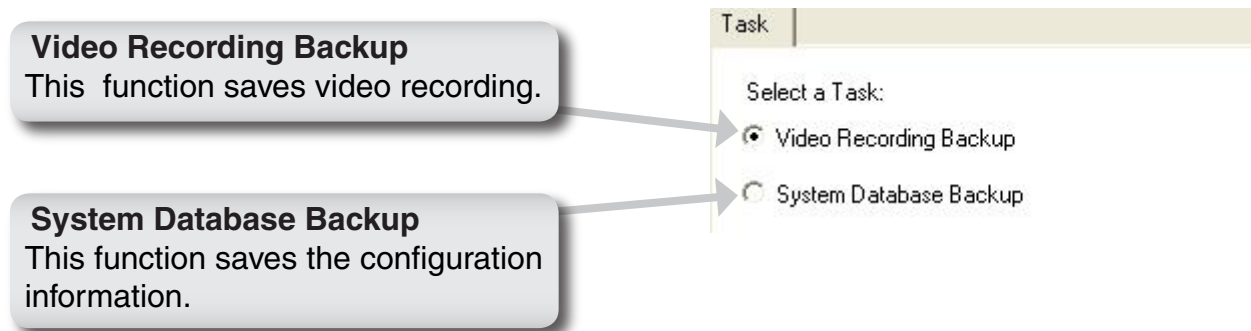 Video Recording Backup
This function saves video recording.
System Database Backup
This function saves the configuration
information.
Task
Select a Task:
Video Recording Backup
System Database Backup